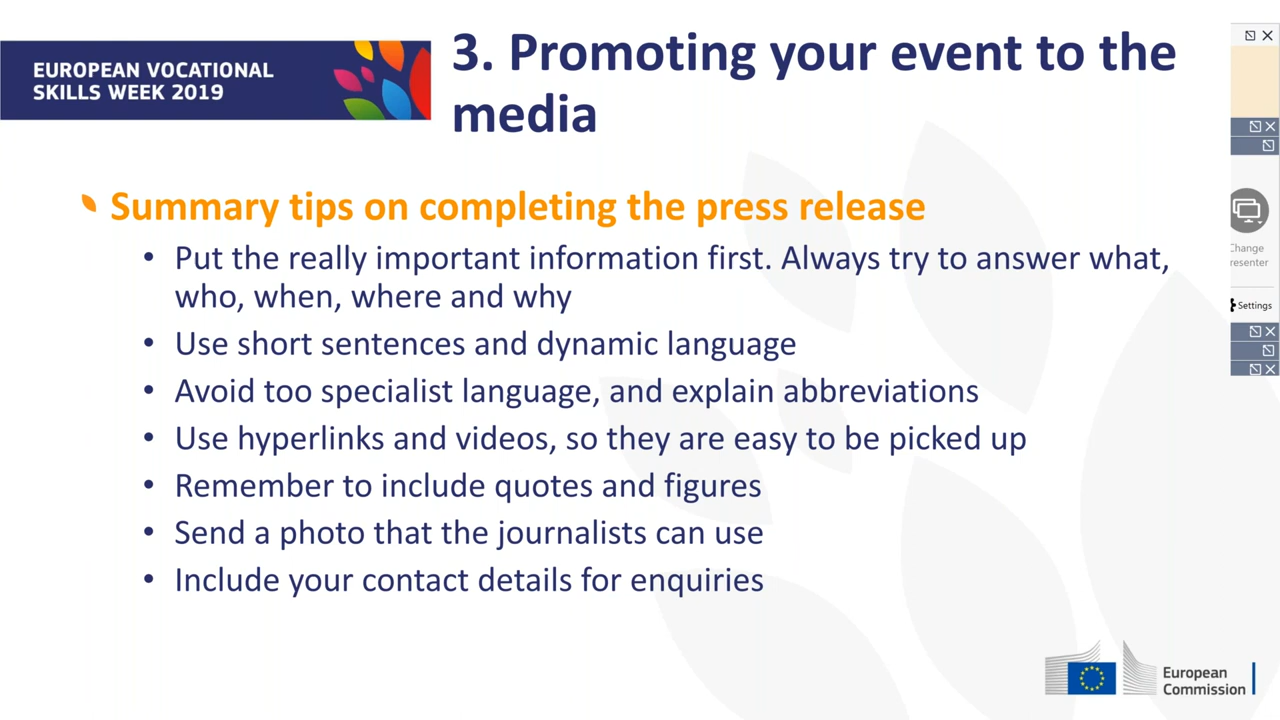 EUROPEAN VOCATIONAL
SKILLS WEEK 2019
3. Promoting your event to the
media
Summary tips on completing the press release
• Put the really important information first. Always try to answer what,
who, when, where and why
• Use short sentences and dynamic language
• Avoid too specialist language, and explain abbreviations
• Use hyperlinks and videos, so they are easy to be picked up
• Remember to include quotes and figures
• Send a photo that the journalists can use
• Include your contact details for enquiries
Change
resenter
Settings
European
Commission